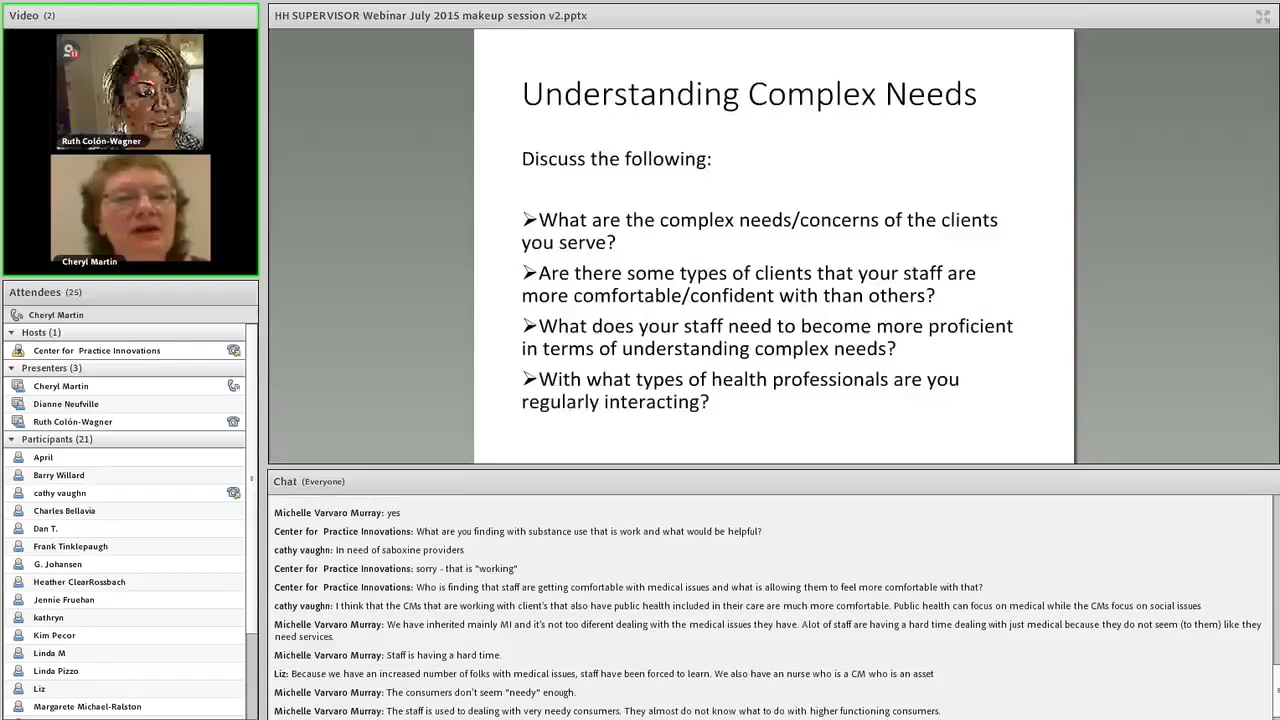 Video (2)
Ruth Colón-Wagner
Cheryl Martin
Attendees (25)
Cheryl Martin
Hosts (1)
Center for Practice Innovations
Presenters (3)
Cheryl Martin
Dianne Neufville
Ruth Colón-Wagner
Participants (21)
April
Barry Willard
cathy vaughn
Charles Bellavia
Dan T.
Frank Tinklepaugh
G. Johansen
Heather ClearRossbach
Jennie Fruehan
kathryn
Kim Pecor
Linda M
Linda Pizzo
Liz
Margarete Michael-Ralston
HH SUPERVISOR Webinar July 2015 makeup session v2.pptx
Understanding Complex Needs
Discuss the following:
➢What are the complex needs/concerns of the clients
you serve?
➢Are there some types of clients that your staff are
more comfortable/confident with than others?
➢What does your staff need to become more proficient
in terms of understanding complex needs?
➢With what types of health professionals are you
regularly interacting?
Chat (Everyone)
Michelle Varvaro Murray: yes
Center for Practice Innovations: What are you finding with substance use that is work and what would be helpful?
cathy vaughn: In need of saboxine providers
Center for Practice Innovations: sorry - that is "working"
Center for Practice Innovations: Who is finding that staff are getting comfortable with medical issues and what is allowing them to feel more comfortable with that?
cathy vaughn: I think that the CMs that are working with client's that also have public health included in their care are much more comfortable. Public health can focus on medical while the CMs focus on social issues
Michelle Varvaro Murray: We have inherited mainly MI and it's not too diferent dealing with the medical issues they have. Alot of staff are having a hard time dealing with just medical because they do not seem (to them) like they
need services.
Michelle Varvaro Murray: Staff is having a hard time.
Liz: Because we have an increased number of folks with medical issues, staff have been forced to learn. We also have an nurse who is a CM who is an asset
Michelle Varvaro Murray: The consumers don't seem "needy" enough.
Michelle Varvaro Murray: The staff is used to dealing with very needy consumers. They almost do not know what to do with higher functioning consumers.